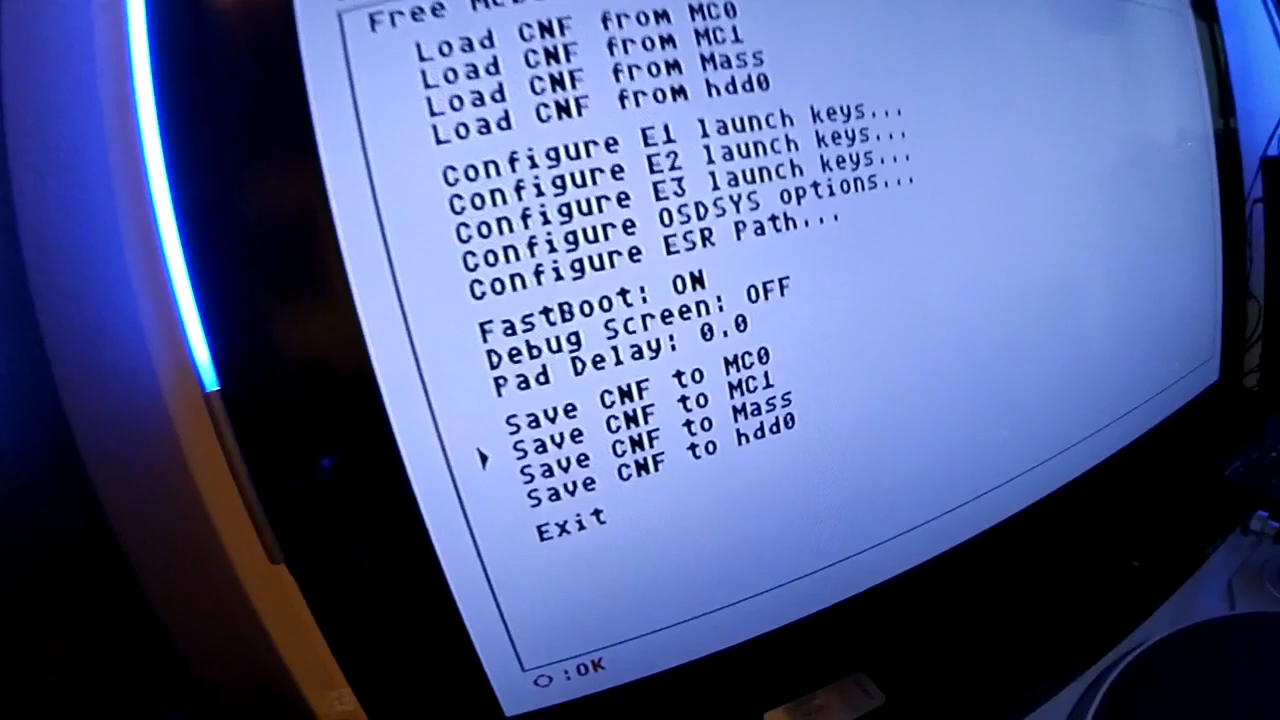 Free
Load CNF from MC0
Load CNF from MC1
Load CNF from Mass
Load CNF from hdd0
Configure E1 launch keys...
Configure E2 launch keys...
Configure E3 launch keys...
Configure OSDSYS options...
Configure ESR Path...
FastBoot: ON
Debug Screen: OFF
Pad Delay: 0.0
Save CNF to MC0
Save CNF to MC1
Save CNF to Mass
Save CNF to hdd0
Exit
O:OK